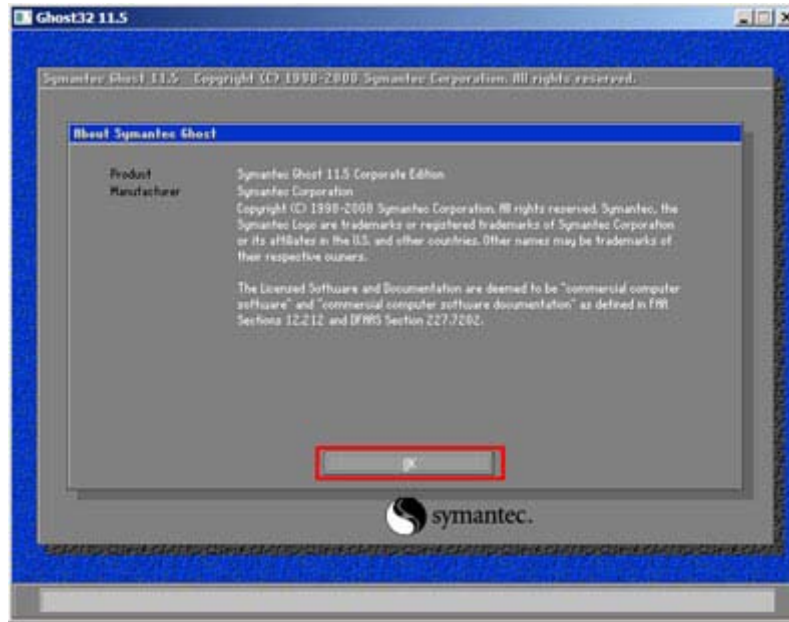 Ghost32 11.5
Symantec Ghost 11.5 Copyright (C) 1998-2008 Symantec Corporation. All rights reserved.
About Symantec Ghost
Product Symantec Ghost 11.5 Corporate Edition
Manufacturer Symantec Corporation
Copyright (C) 1998-2008 Symantec Corporation. All rights reserved. Symantec, the
Symantec Logo are trademarks or registered trademarks of Symantec Corporation
or its affiliates in the U.S. and other countries. Other names may be trademarks of
their respective owners.
The Licensed Software and Documentation are deemed to be "commercial computer
software" and "commercial computer software documentation" as defined in FAR
Sections 12.212 and DFARS Section 227.7202.
OK
symantec.